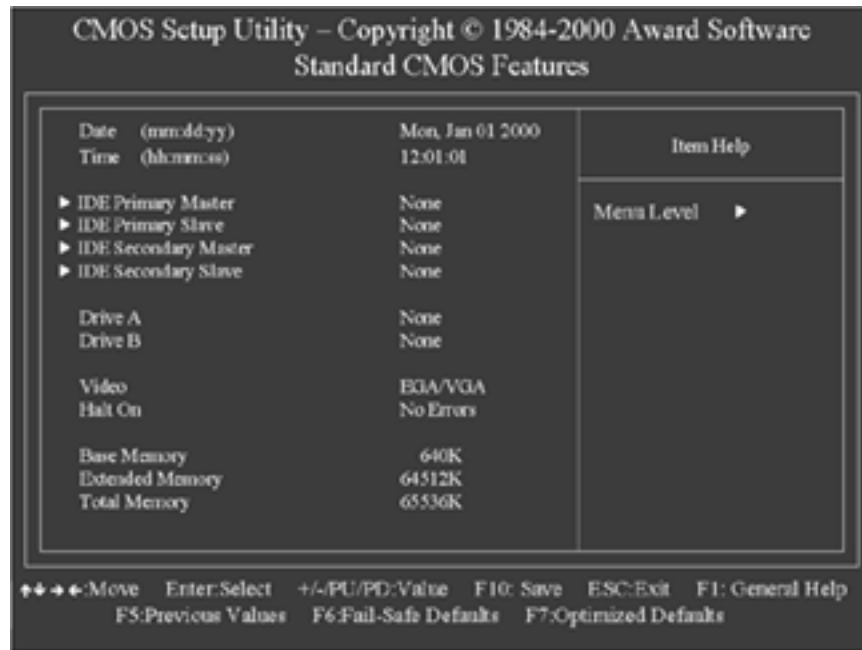 CMOS Setup Utility – Copyright © 1984-2000 Award Software
Standard CMOS Features
Date (mm:dd:yy) Mon, Jan 01 2000
Time (hh:mm:ss) 12:01:01
Item Help
► IDE Primary Master None
► IDE Primary Slave None
► IDE Secondary Master None
► IDE Secondary Slave None
Menu Level ►
Drive A None
Drive B None
Video EGA/VGA
Halt On No Errors
Base Memory 640K
Extended Memory 64512K
Total Memory 65536K
↑↓→←:Move Enter:Select +/-/PU/PD:Value F10: Save ESC:Exit F1: General Help
F5:Previous Values F6:Fail-Safe Defaults F7:Optimized Defaults